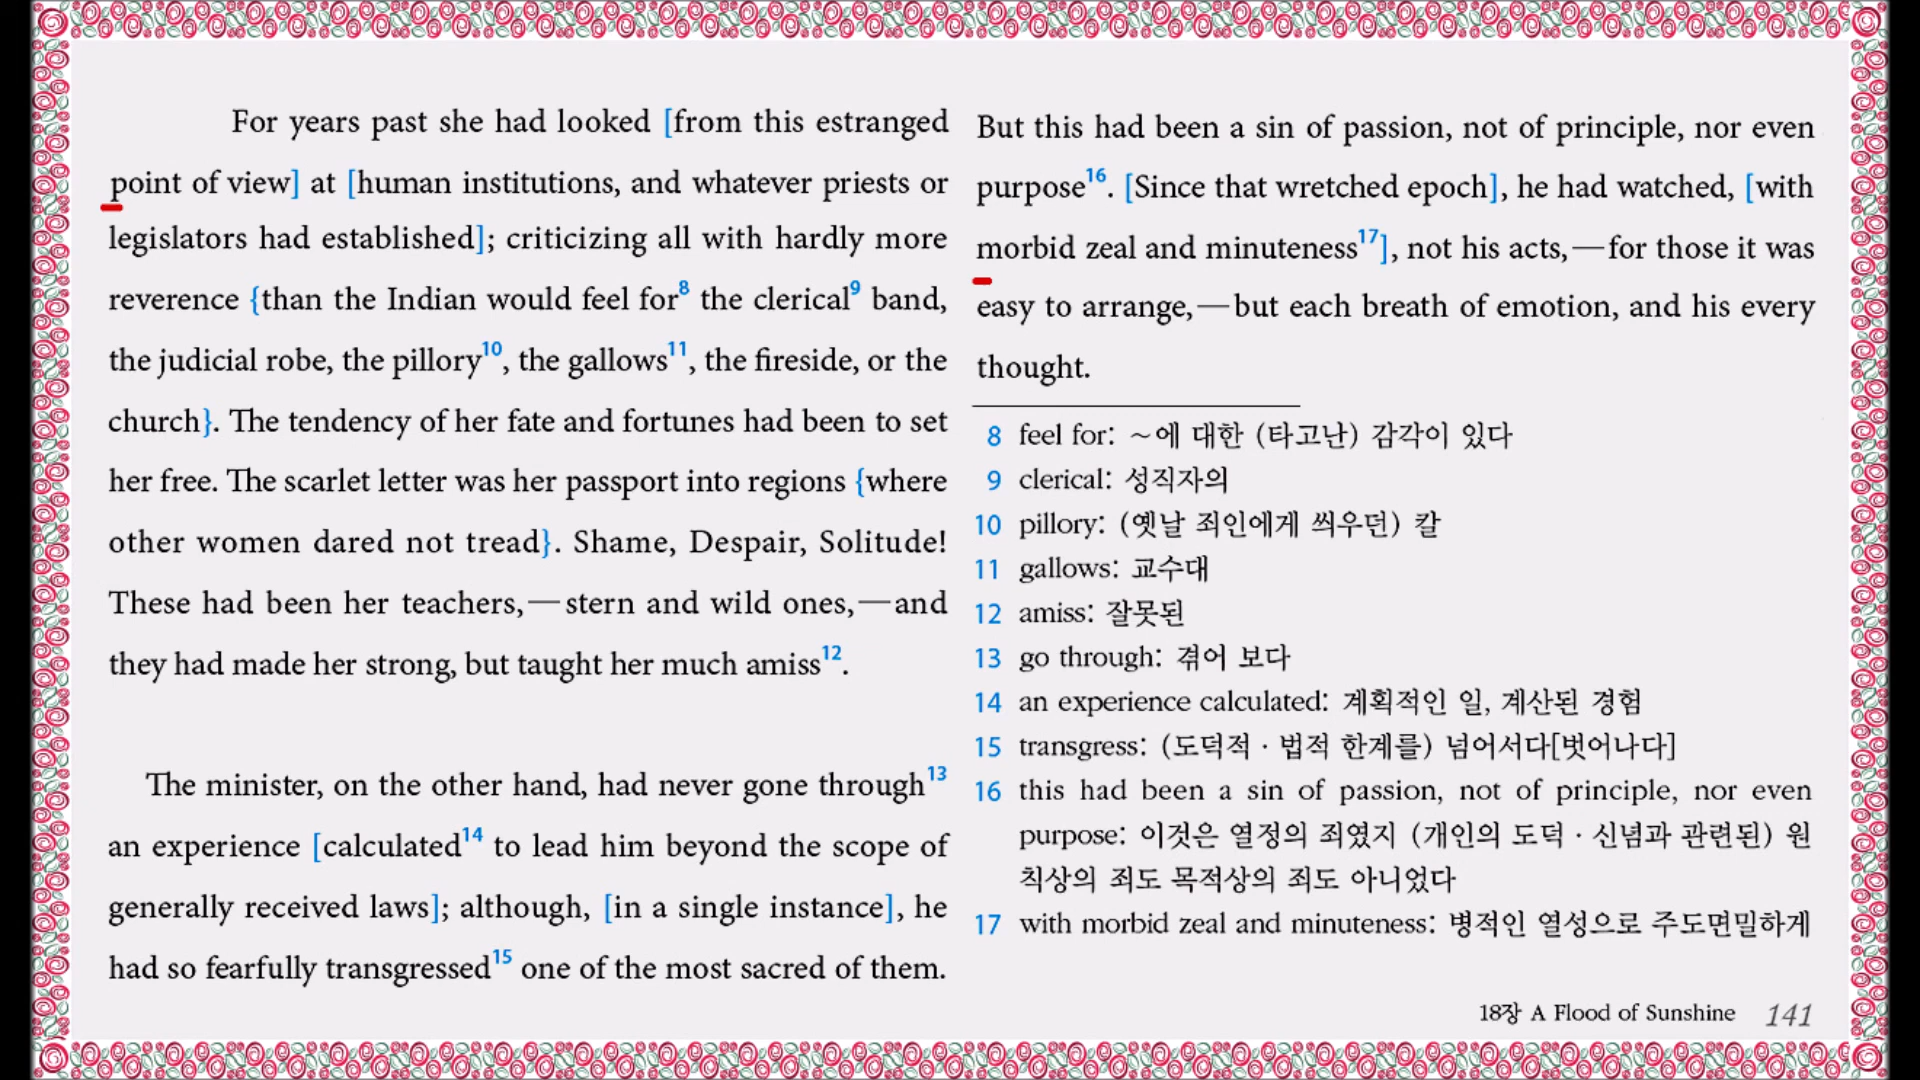 For years past she had looked [from this estranged
point of view] at [human institutions, and whatever priests or
legislators had established]; criticizing all with hardly more
reverence {than the Indian would feel for8 the clerical9 band,
the judicial robe, the pillory10, the gallows11, the fireside, or the
church}. The tendency of her fate and fortunes had been to set
her free. The scarlet letter was her passport into regions {where
other women dared not tread}. Shame, Despair, Solitude!
These had been her teachers,—stern and wild ones,—and
they had made her strong, but taught her much amiss12.
The minister, on the other hand, had never gone through13
an experience [calculated14 to lead him beyond the scope of
generally received laws]; although, [in a single instance], he
had so fearfully transgressed15 one of the most sacred of them.
But this had been a sin of passion, not of principle, nor even
purpose16. [Since that wretched epoch], he had watched, [with
morbid zeal and minuteness17], not his acts,—for those it was
easy to arrange,—but each breath of emotion, and his every
thought.
8 feel for: ~에 대한 (타고난) 감각이 있다
9 clerical: 성직자의
10 pillory: (옛날 죄인에게 씌우던) 칼
11 gallows: 교수대
12 amiss: 잘못된
13 go through: 겪어 보다
14 an experience calculated: 계획적인 일, 계산된 경험
15 transgress: (도덕적 · 법적 한계를) 넘어서다[벗어나다]
16 this had been a sin of passion, not of principle, nor even
purpose: 이것은 열정의 죄였지 (개인의 도덕 · 신념과 관련된) 원
칙상의 죄도 목적상의 죄도 아니었다
17 with morbid zeal and minuteness: 병적인 열성으로 주도면밀하게
18장 A Flood of Sunshine 141